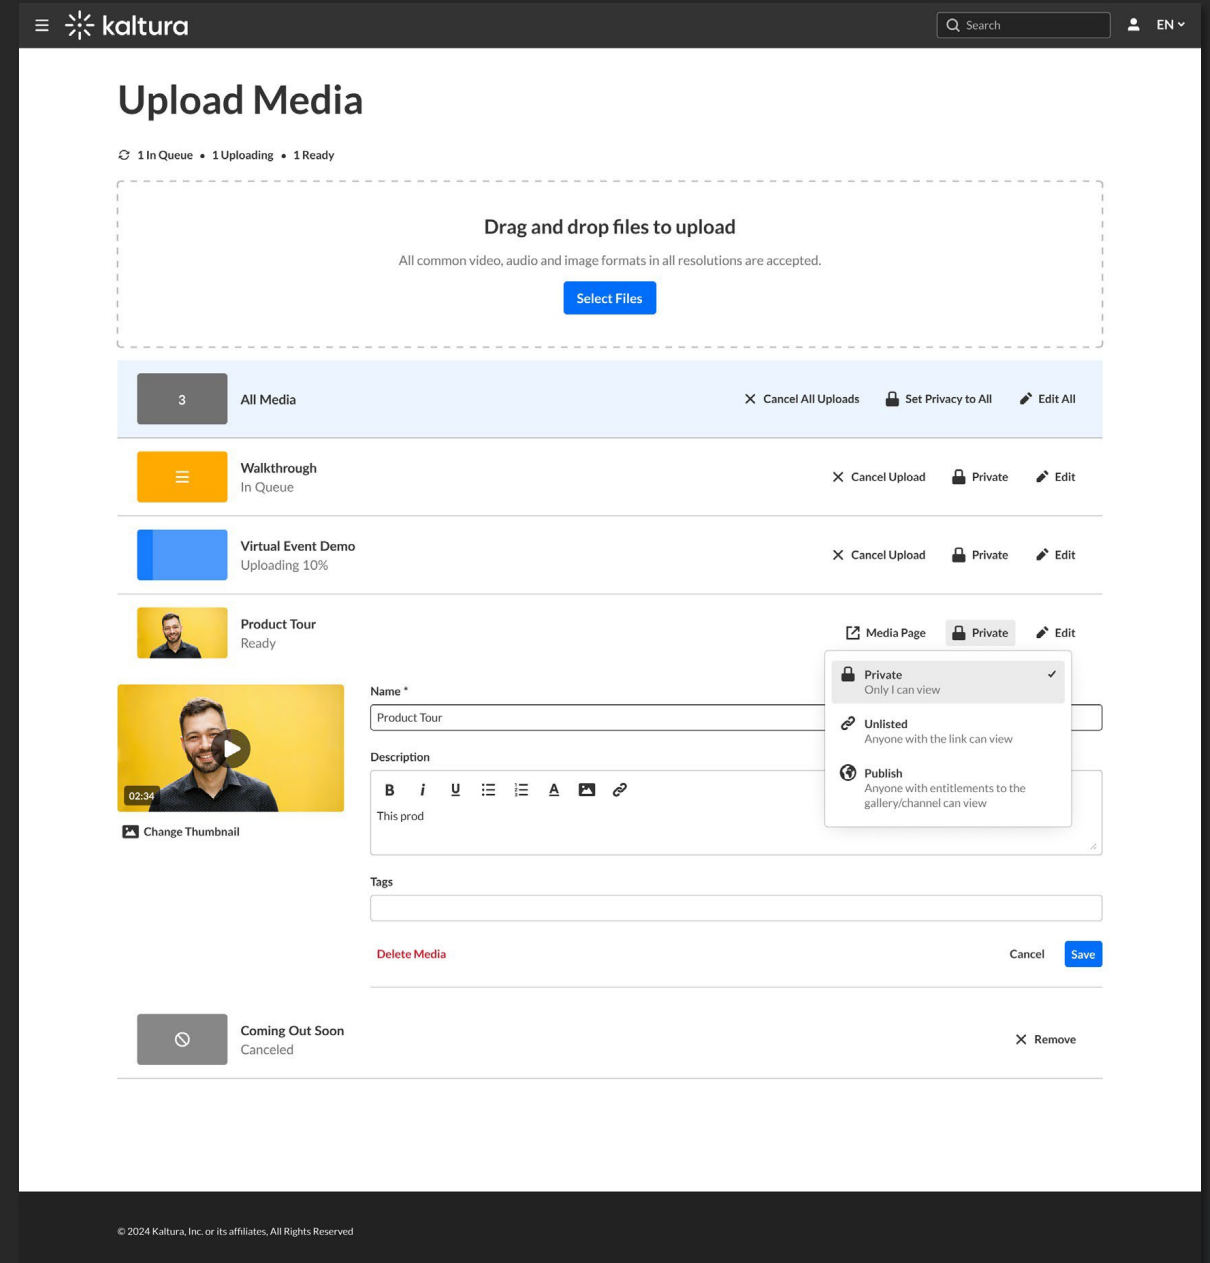 kaltura
Search
EN
Upload Media
1 In Queue • 1 Uploading • 1 Ready
Drag and drop files to upload
All common video, audio and image formats in all resolutions are accepted.
Select Files
3
All Media
Cancel All Uploads
Set Privacy to All
Edit All
Walkthrough
In Queue
Cancel Upload
Private
Edit
Virtual Event Demo
Uploading 10%
Cancel Upload
Private
Edit
Product Tour
Ready
Media Page
Private
Edit
Private
Only I can view
Unlisted
Anyone with the link can view
Publish
Anyone with entitlements to the
gallery/channel can view
02:34
Change Thumbnail
Name *
Product Tour
Description
B i U A
This prod
Tags
Delete Media
Cancel
Save
Coming Out Soon
Canceled
Remove
© 2024 Kaltura, Inc. or its affiliates, All Rights Reserved